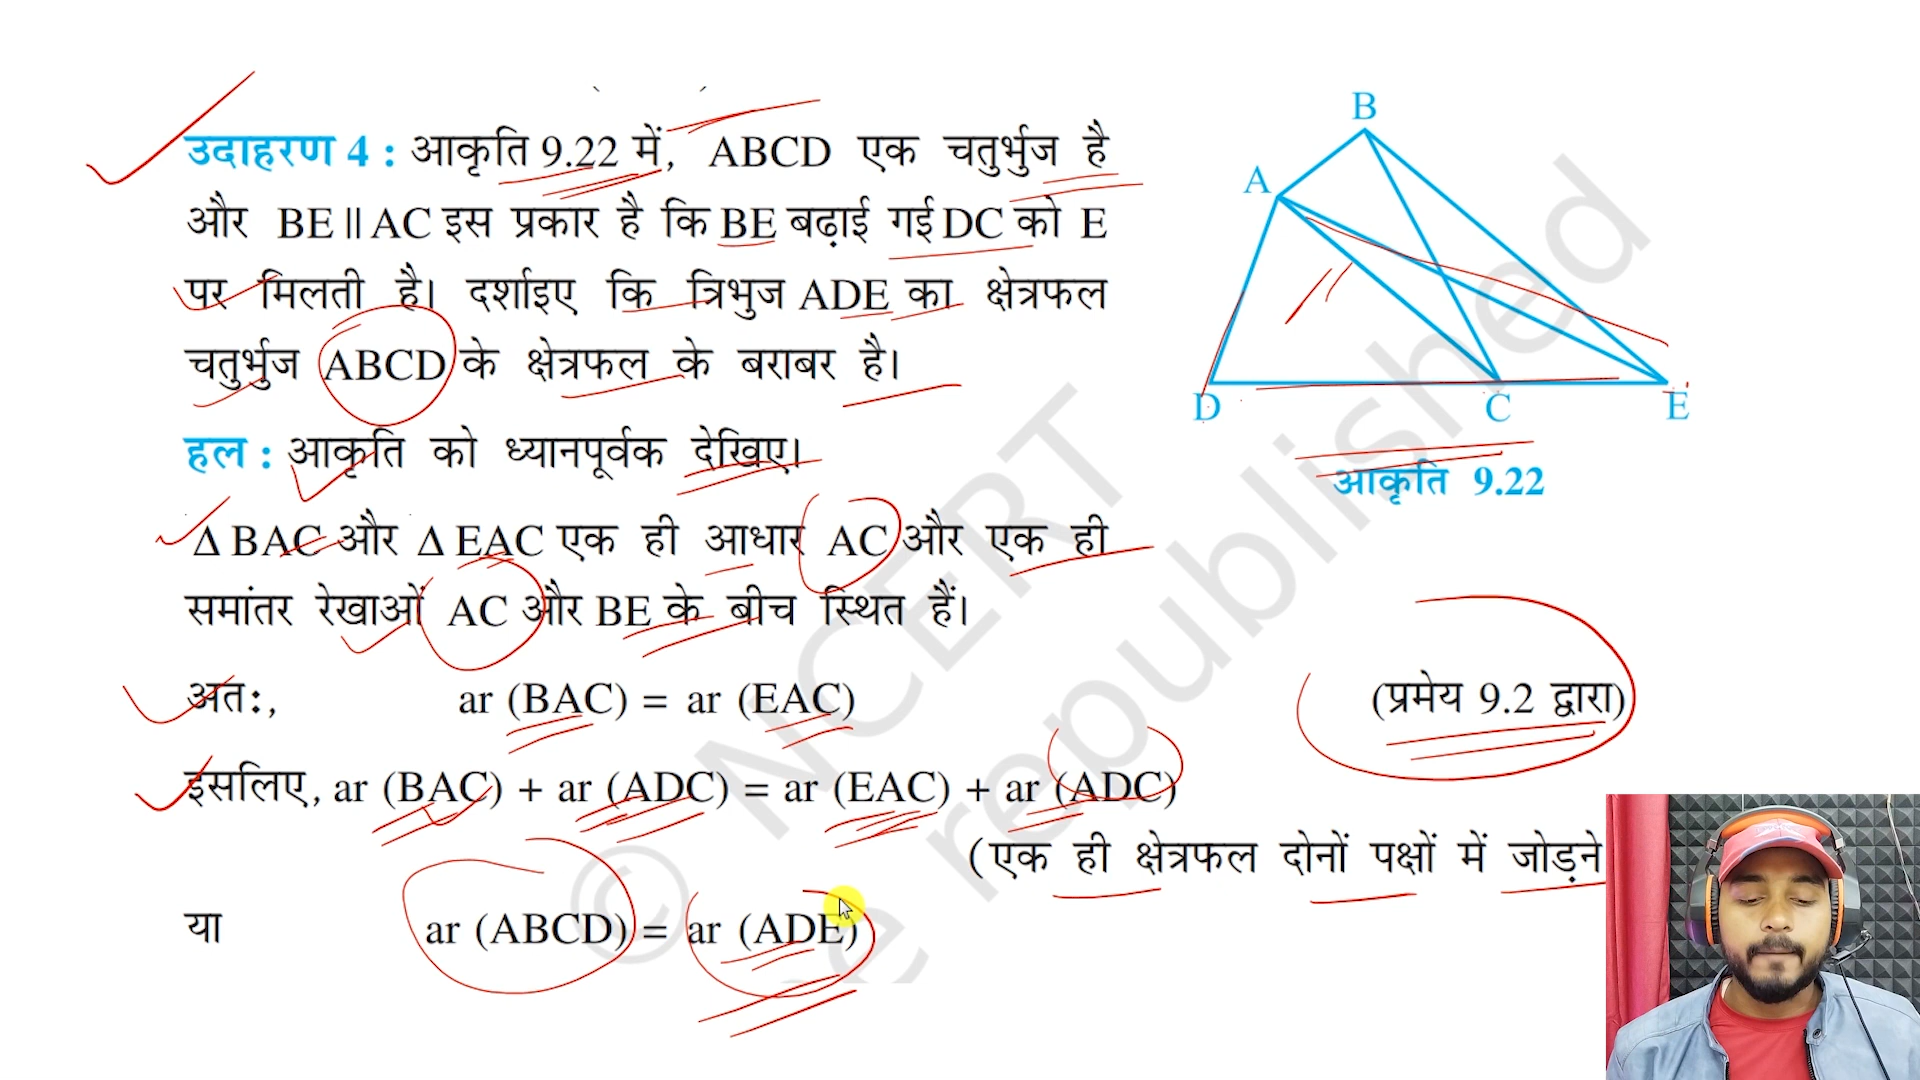 उदाहरण 4 : आकृति 9.22 में, ABCD एक चतुर्भुज है
और BE || AC इस प्रकार है कि BE बढ़ाई गई DC को E
पर मिलती है। दर्शाइए कि त्रिभुज ADE का क्षेत्रफल
चतुर्भुज ABCD के क्षेत्रफल के बराबर है।
B
A
D
C
E
आकृति 9.22
हल : आकृति को ध्यानपूर्वक देखिए।
Δ BAC और Δ EAC एक ही आधार AC और एक ही
समांतर रेखाओं AC और BE के बीच स्थित हैं।
अतः, ar (BAC) = ar (EAC) (प्रमेय 9.2 द्वारा)
इसलिए, ar (BAC) + ar (ADC) = ar (EAC) + ar (ADC)
(एक ही क्षेत्रफल दोनों पक्षों में जोड़ने
या ar (ABCD) = ar (ADE)
© NCERT
be republished